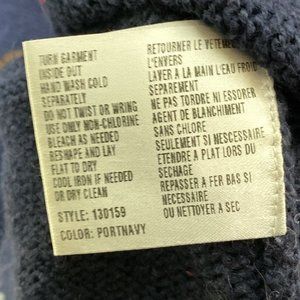 TURN GARMENT
INSIDE OUT
HAND WASH COLD
SEPARATELY
DO NOT TWIST OR WRING
USE ONLY NON-CHLORINE
BLEACH AS NEEDED
RESHAPE AND LAY
FLAT TO DRY
COOL IRON IF NEEDED
OR DRY CLEAN
STYLE: 130159
COLOR: PORTNAVY
RETOURNER LE VETEMENT
L'ENVERS
LAVER A LA MAIN L'EAU FROID
SEPAREMENT
NE PAS TORDRE NI ESSORER
AGENT DE BLANCHIMENT
SANS CHLORE
SEULEMENT SI NECESSAIRE
ETENDRE A PLAT LORS DU
SECHAGE
REPASSER A FER BAS SI
NECESSAIRE
OU NETTOYER A SEC